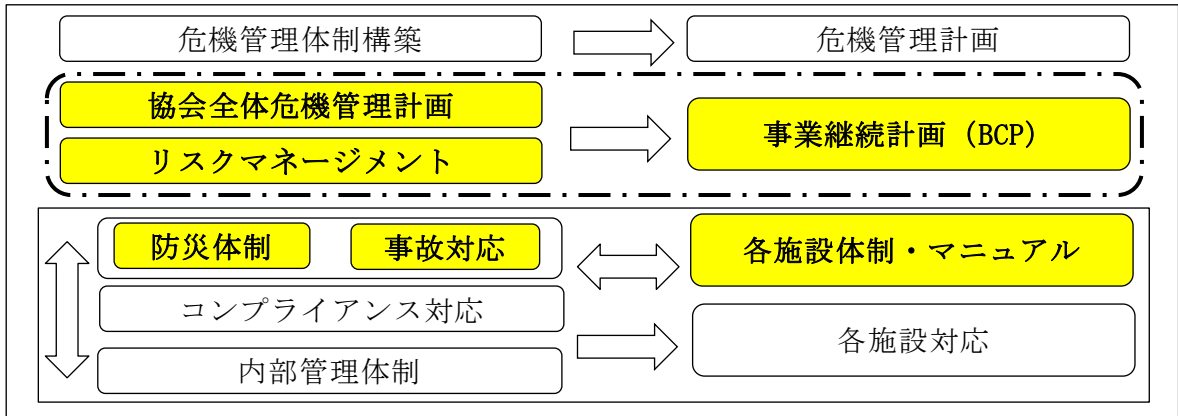 危機管理体制構築
危機管理計画
協会全体危機管理計画
リスクマネージメント
事業継続計画（BCP）
防災体制
事故対応
各施設体制・マニュアル
コンプライアンス対応
内部管理体制
各施設対応